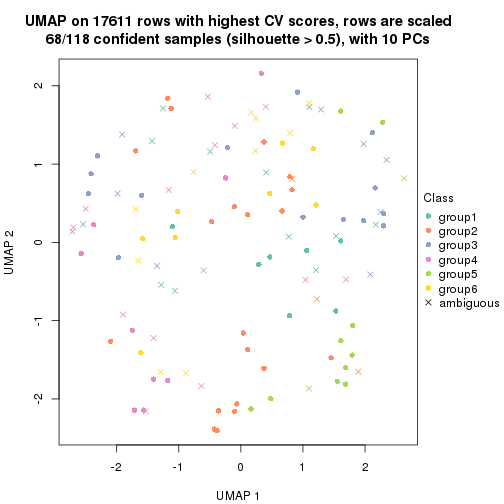 UMAP on 17611 rows with highest CV scores, rows are scaled
68/118 confident samples (silhouette > 0.5), with 10 PCs
2
1
0
-1
-2
UMAP 2
-2
-1
0
1
2
UMAP 1
Class
group1
group2
group3
group4
group5
group6
ambiguous